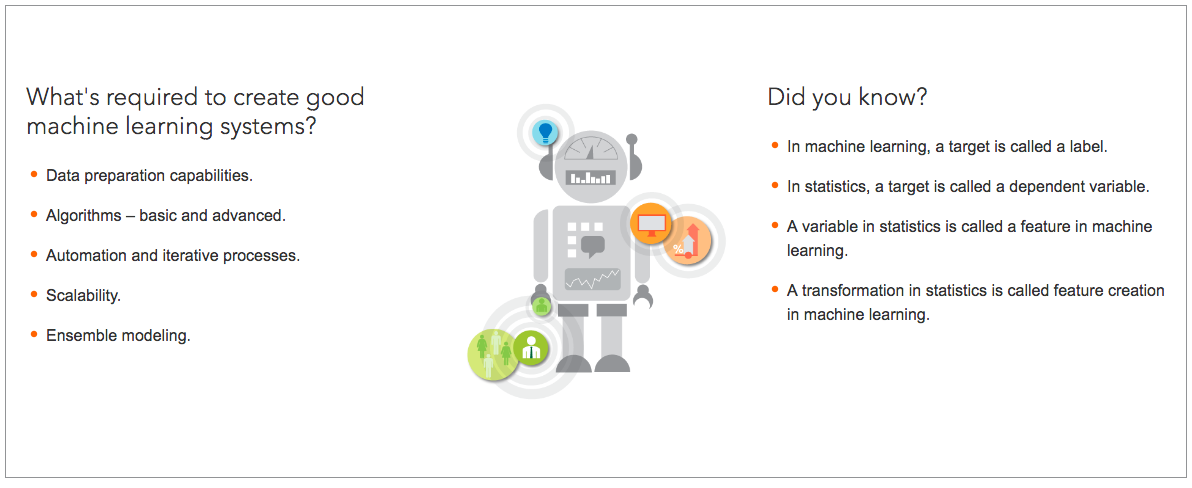 What's required to create good
machine learning systems?
Data preparation capabilities.
Algorithms – basic and advanced.
Automation and iterative processes.
Scalability.
Ensemble modeling.
%
Did you know?
In machine learning, a target is called a label.
In statistics, a target is called a dependent variable.
A variable in statistics is called a feature in machine
learning.
A transformation in statistics is called feature creation
in machine learning.